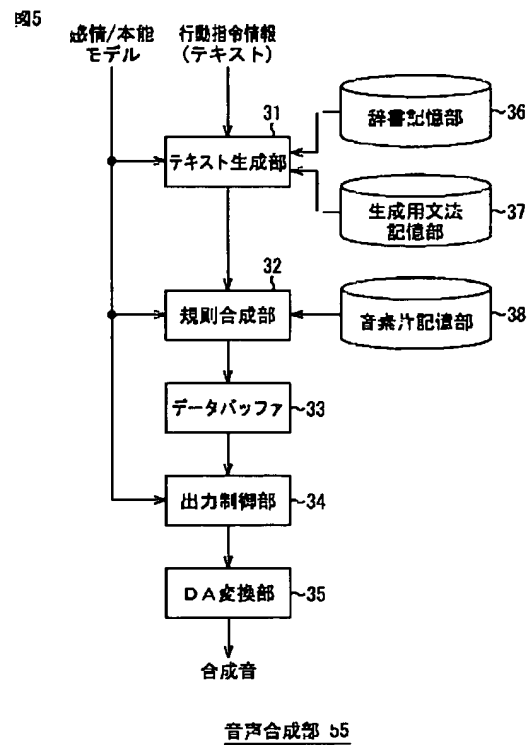 図5
感情/本能
モデル
行動指令情報
(テキスト)
31
テキスト生成部
辞書記憶部
36
生成用文法
記憶部
37
32
規則合成部
音素片記憶部
38
データバッファ
33
出力制御部
34
DA変換部
35
合成音
音声合成部 55